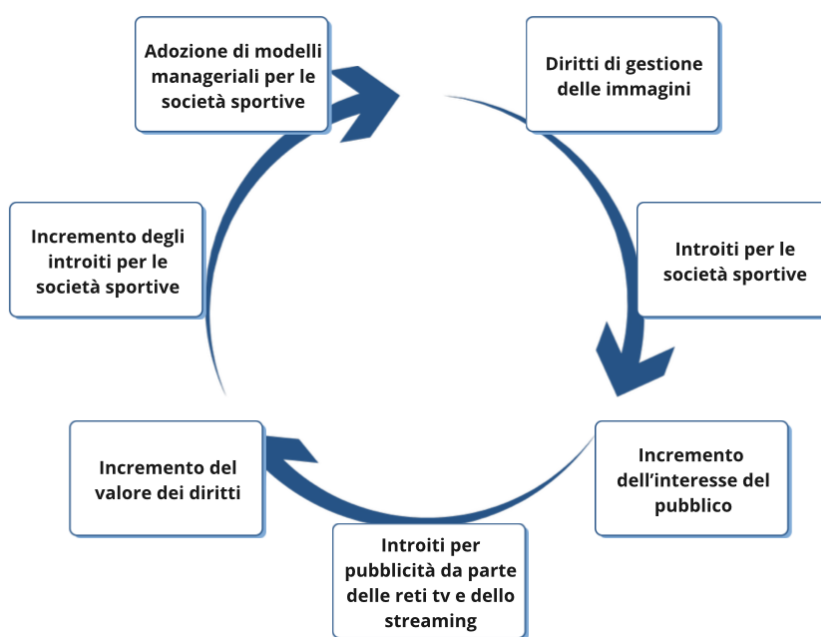 Adozione di modelli
manageriali per le
società sportive
Diritti di gestione
delle immagini
Introiti per le
società sportive
Incremento
dell’interesse del
pubblico
Introiti per
pubblicità da parte
delle reti tv e dello
streaming
Incremento del
valore dei diritti
Incremento degli
introiti per le
società sportive